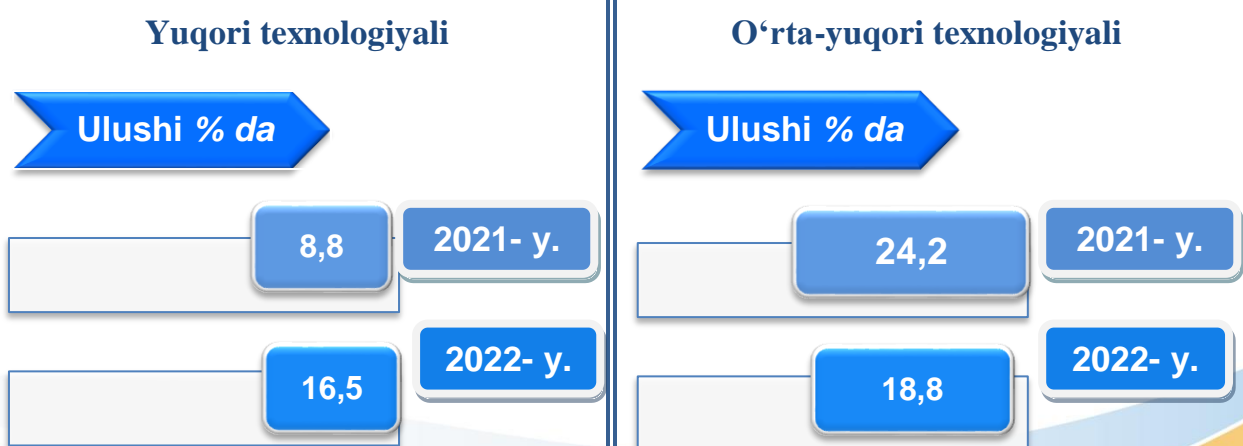 Yuqori texnologiyali
Ulushi % da
8,8
2021- y.
16,5
2022- y.
O‘rta-yuqori texnologiyali
Ulushi % da
24,2
2021- y.
18,8
2022- y.